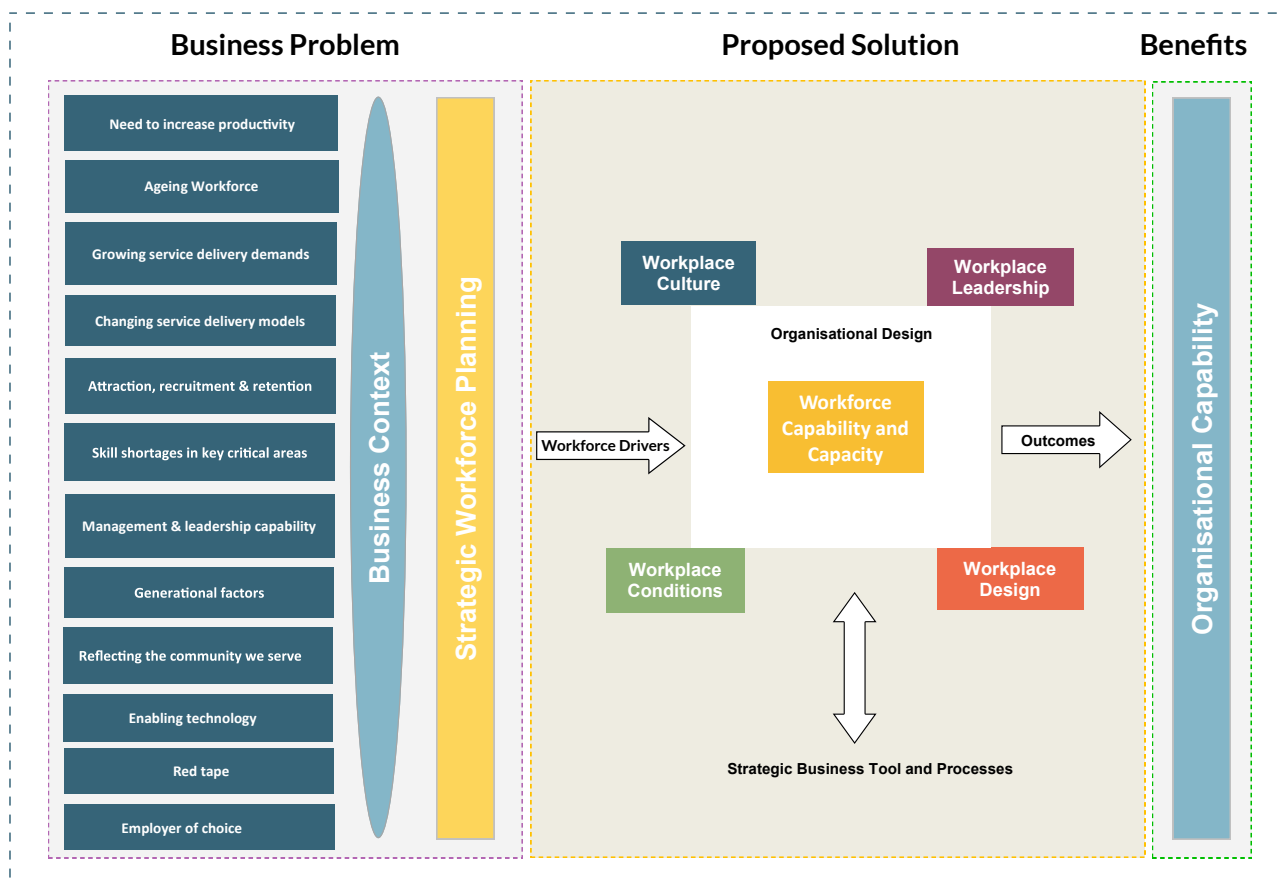 Business Problem
Proposed Solution
Benefits
Need to increase productivity
Ageing Workforce
Growing service delivery demands
Changing service delivery models
Attraction, recruitment & retention
Skill shortages in key critical areas
Management & leadership capability
Generational factors
Reflecting the community we serve
Enabling technology
Red tape
Employer of choice
Business Context
Strategic Workforce Planning
Workforce Drivers
Workplace
Culture
Workplace
Leadership
Organisational Design
Workforce
Capability and
Capacity
Workplace
Conditions
Workplace
Design
Strategic Business Tool and Processes
Outcomes
Organisational Capability